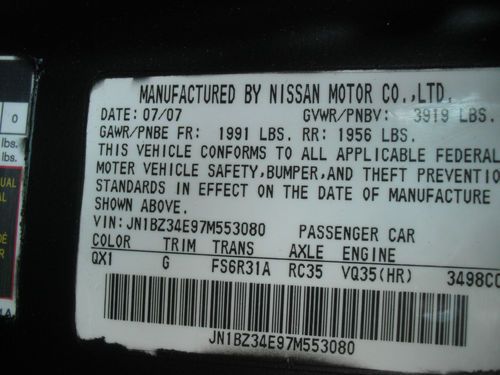 MANUFACTURED BY NISSAN MOTOR CO.,LTD.
DATE: 07/07 GVWR/PNBV: 3919 LBS.
GAWR/PNBE FR: 1991 LBS. RR: 1956 LBS.
THIS VEHICLE CONFORMS TO ALL APPLICABLE FEDERAL
MOTER VEHICLE SAFETY,BUMPER,AND THEFT PREVENTIO
STANDARDS IN EFFECT ON THE DATE OF MANUFACTURE
SHOWN ABOVE.
VIN: JN1BZ34E97M553080 PASSENGER CAR
COLOR TRIM TRANS AXLE ENGINE
QX1 G FS6R31A RC35 VQ35(HR) 3498CC
JN1BZ34E97M553080
0
lbs.
lbs.